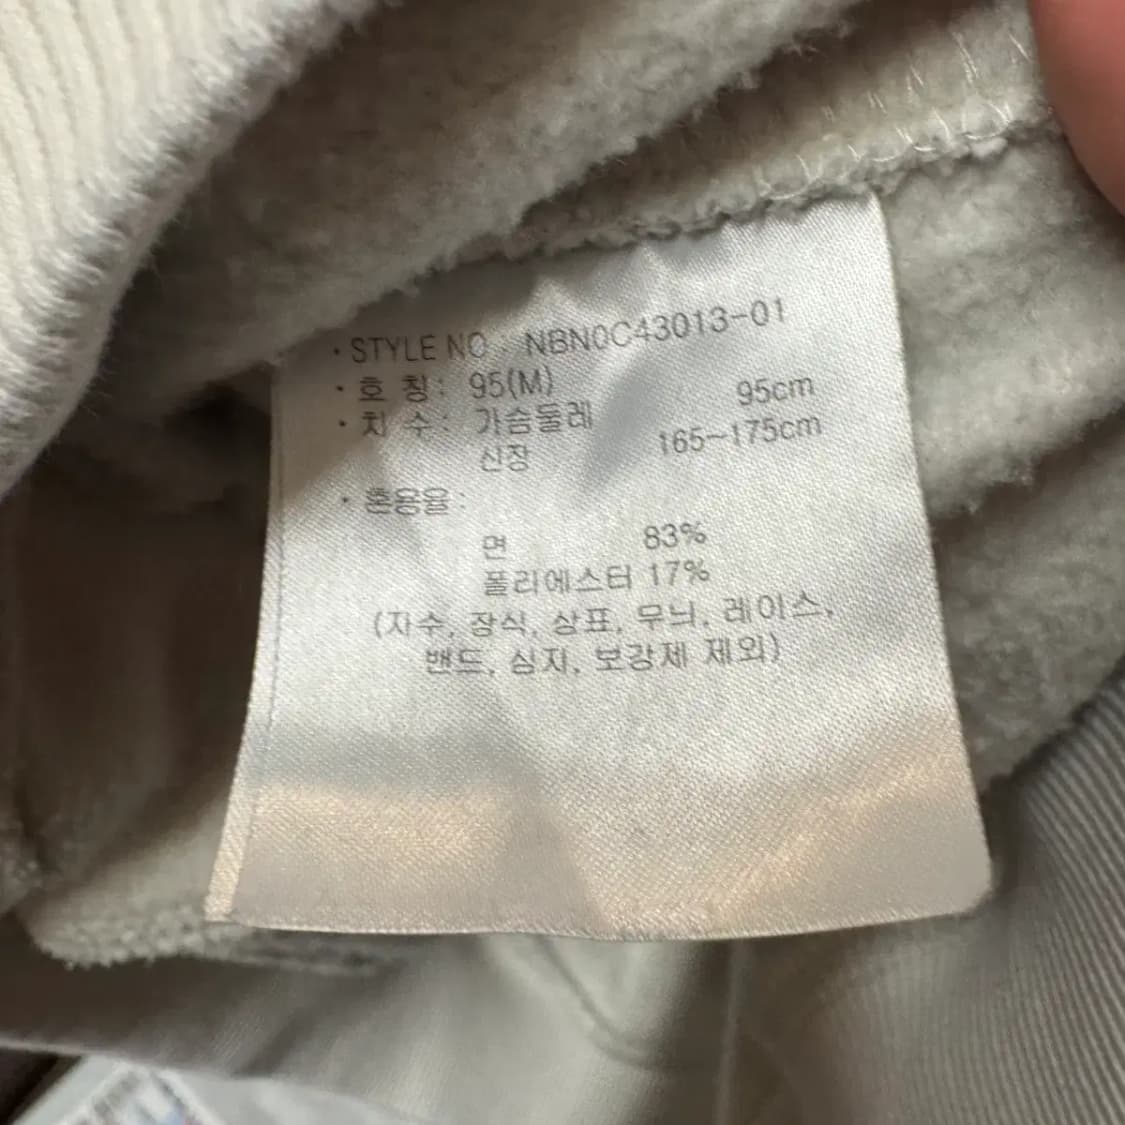 · STYLE NO NBN0C43013-01
· 호 칭 : 95(M)
· 치 수 : 가슴둘레 95cm
신장 165~175cm
· 혼용율 :
면 83%
폴리에스터 17%
(자수, 장식, 상표, 무늬, 레이스,
밴드, 심지, 보강제 제외)